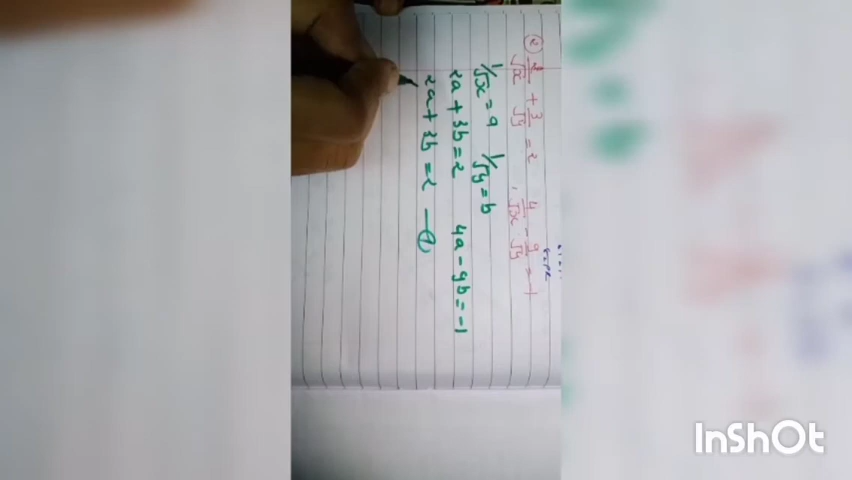 ② 2/√x + 3/√y = 2   4/√x - 9/√y = -1
1/√x = a   1/√y = b
2a + 3b = 2   4a - 9b = -1
2a + 3b = 2 — ①
InShOt